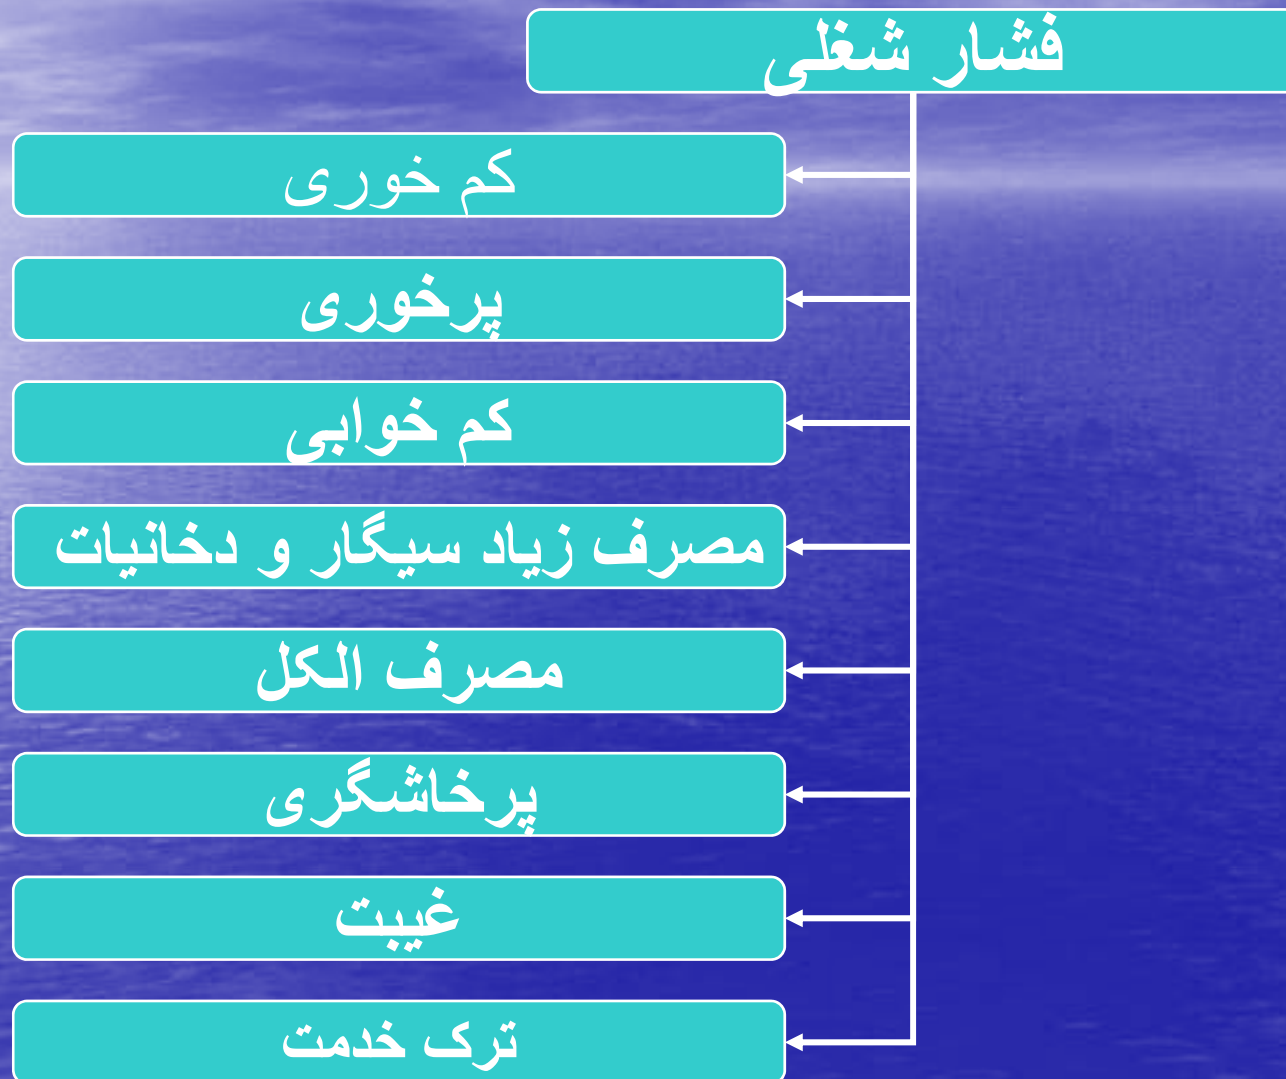 فشار شغلی
کم خوری
پرخوری
کم خوابی
مصرف زیاد سیگار و دخانیات
مصرف الکل
پرخاشگری
غیبت
ترک خدمت